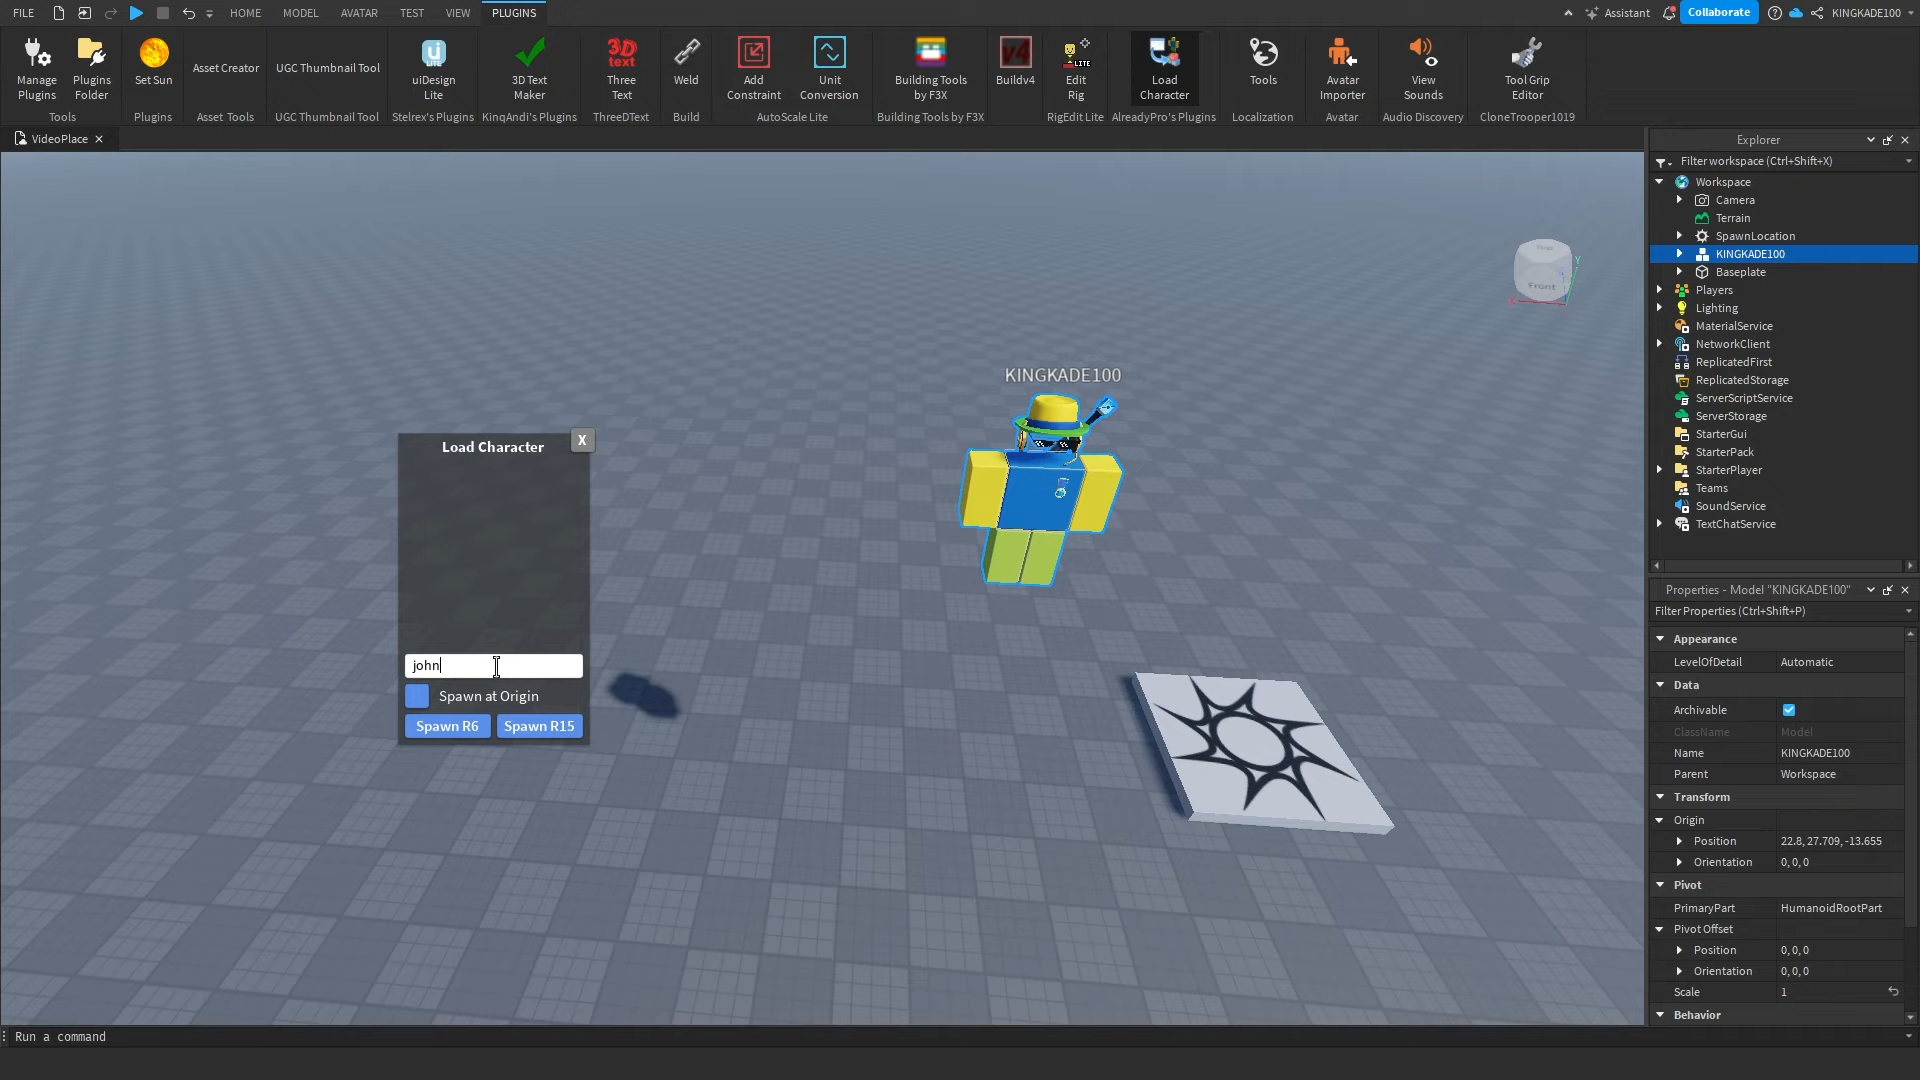 FILE HOME MODEL AVATAR TEST VIEW PLUGINS Assistant Collaborate KINGKADE100
Manage Plugins
Plugins Folder
Set Sun
Asset Creator
UGC Thumbnail Tool
uiDesign Lite
3D Text Maker
3D text
Three Text
Weld
Add Constraint
Unit Conversion
Building Tools by F3X
v4
Buildv4
LITE
Edit Rig
Load Character
Tools
Avatar Importer
View Sounds
Tool Grip Editor
Tools Plugins Asset Tools UGC Thumbnail Tool Stelrex's Plugins KinqAndi's Plugins ThreeDText Build AutoScale Lite Building Tools by F3X RigEdit Lite AlreadyPro's Plugins Localization Avatar Audio Discovery CloneTrooper1019
VideoPlace
KINGKADE100
Front
Y
Load Character
X
john
Spawn at Origin
Spawn R6 Spawn R15
Explorer
Filter workspace (Ctrl+Shift+X)
Workspace
Camera
Terrain
SpawnLocation
KINGKADE100
Baseplate
Players
Lighting
MaterialService
NetworkClient
ReplicatedFirst
ReplicatedStorage
ServerScriptService
ServerStorage
StarterGui
StarterPack
StarterPlayer
Teams
SoundService
TextChatService
Properties - Model "KINGKADE100"
Filter Properties (Ctrl+Shift+P)
Appearance
LevelOfDetail Automatic
Data
Archivable
ClassName Model
Name KINGKADE100
Parent Workspace
Transform
Origin
Position 22.8, 27.709, -13.655
Orientation 0, 0, 0
Pivot
PrimaryPart HumanoidRootPart
Pivot Offset
Position 0, 0, 0
Orientation 0, 0, 0
Scale 1
Behavior
Run a command